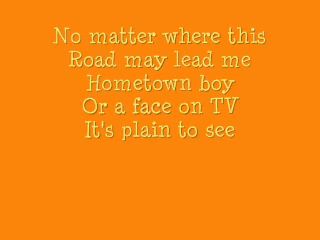 No matter where this
Road may lead me
Hometown boy
Or a face on TV
It's plain to see